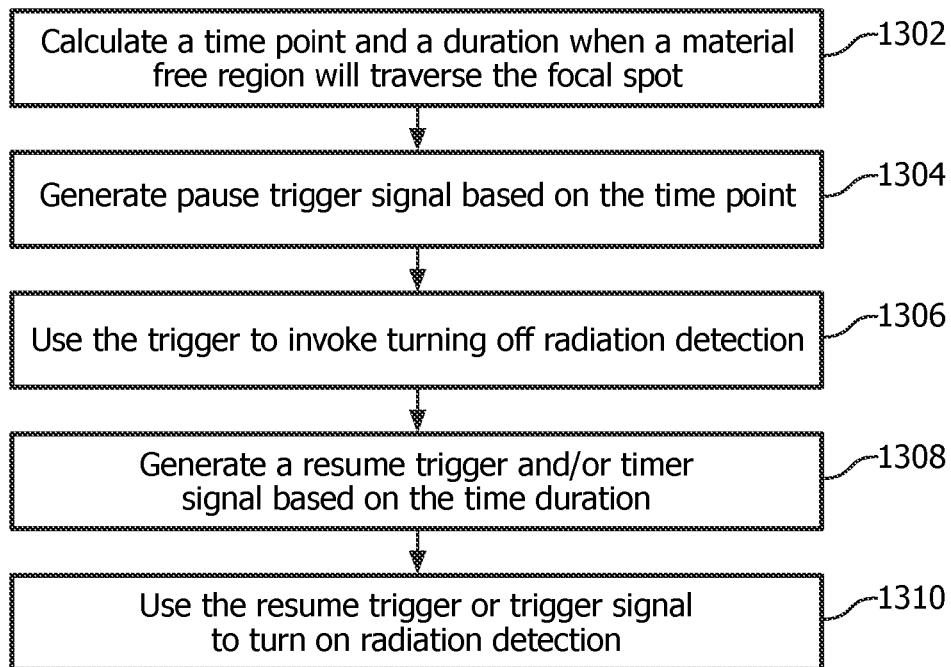 Calculate a time point and a duration when a material
free region will traverse the focal spot
1302
Generate pause trigger signal based on the time point
1304
Use the trigger to invoke turning off radiation detection
1306
Generate a resume trigger and/or timer
signal based on the time duration
1308
Use the resume trigger or trigger signal
to turn on radiation detection
1310